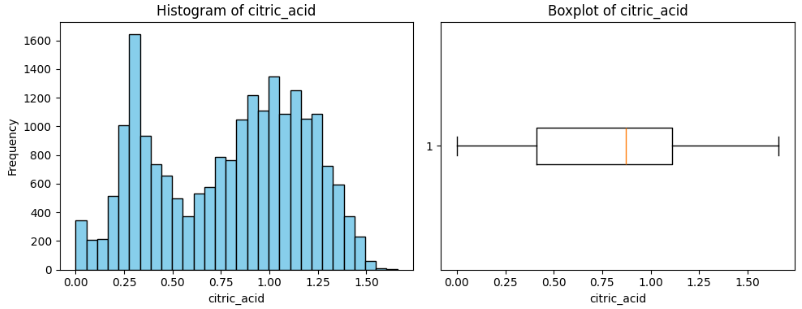 Histogram of citric_acid
Frequency
1600
1400
1200
1000
800
600
400
200
0
0.00 0.25 0.50 0.75 1.00 1.25 1.50
citric_acid
Boxplot of citric_acid
1
0.00 0.25 0.50 0.75 1.00 1.25 1.50
citric_acid